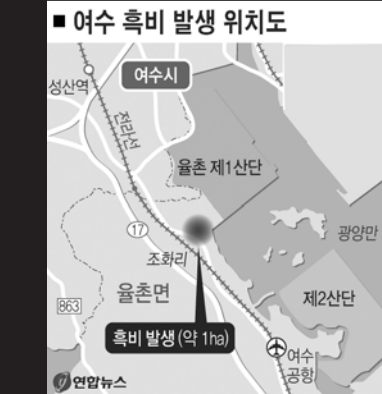 ■ 여수 흑비 발생 위치도
성산역
여수시
전라선
율촌 제1산단
17
광양만
조화리
율촌면
863
제2산단
흑비 발생(약 1ha)
여수
공항
연합뉴스